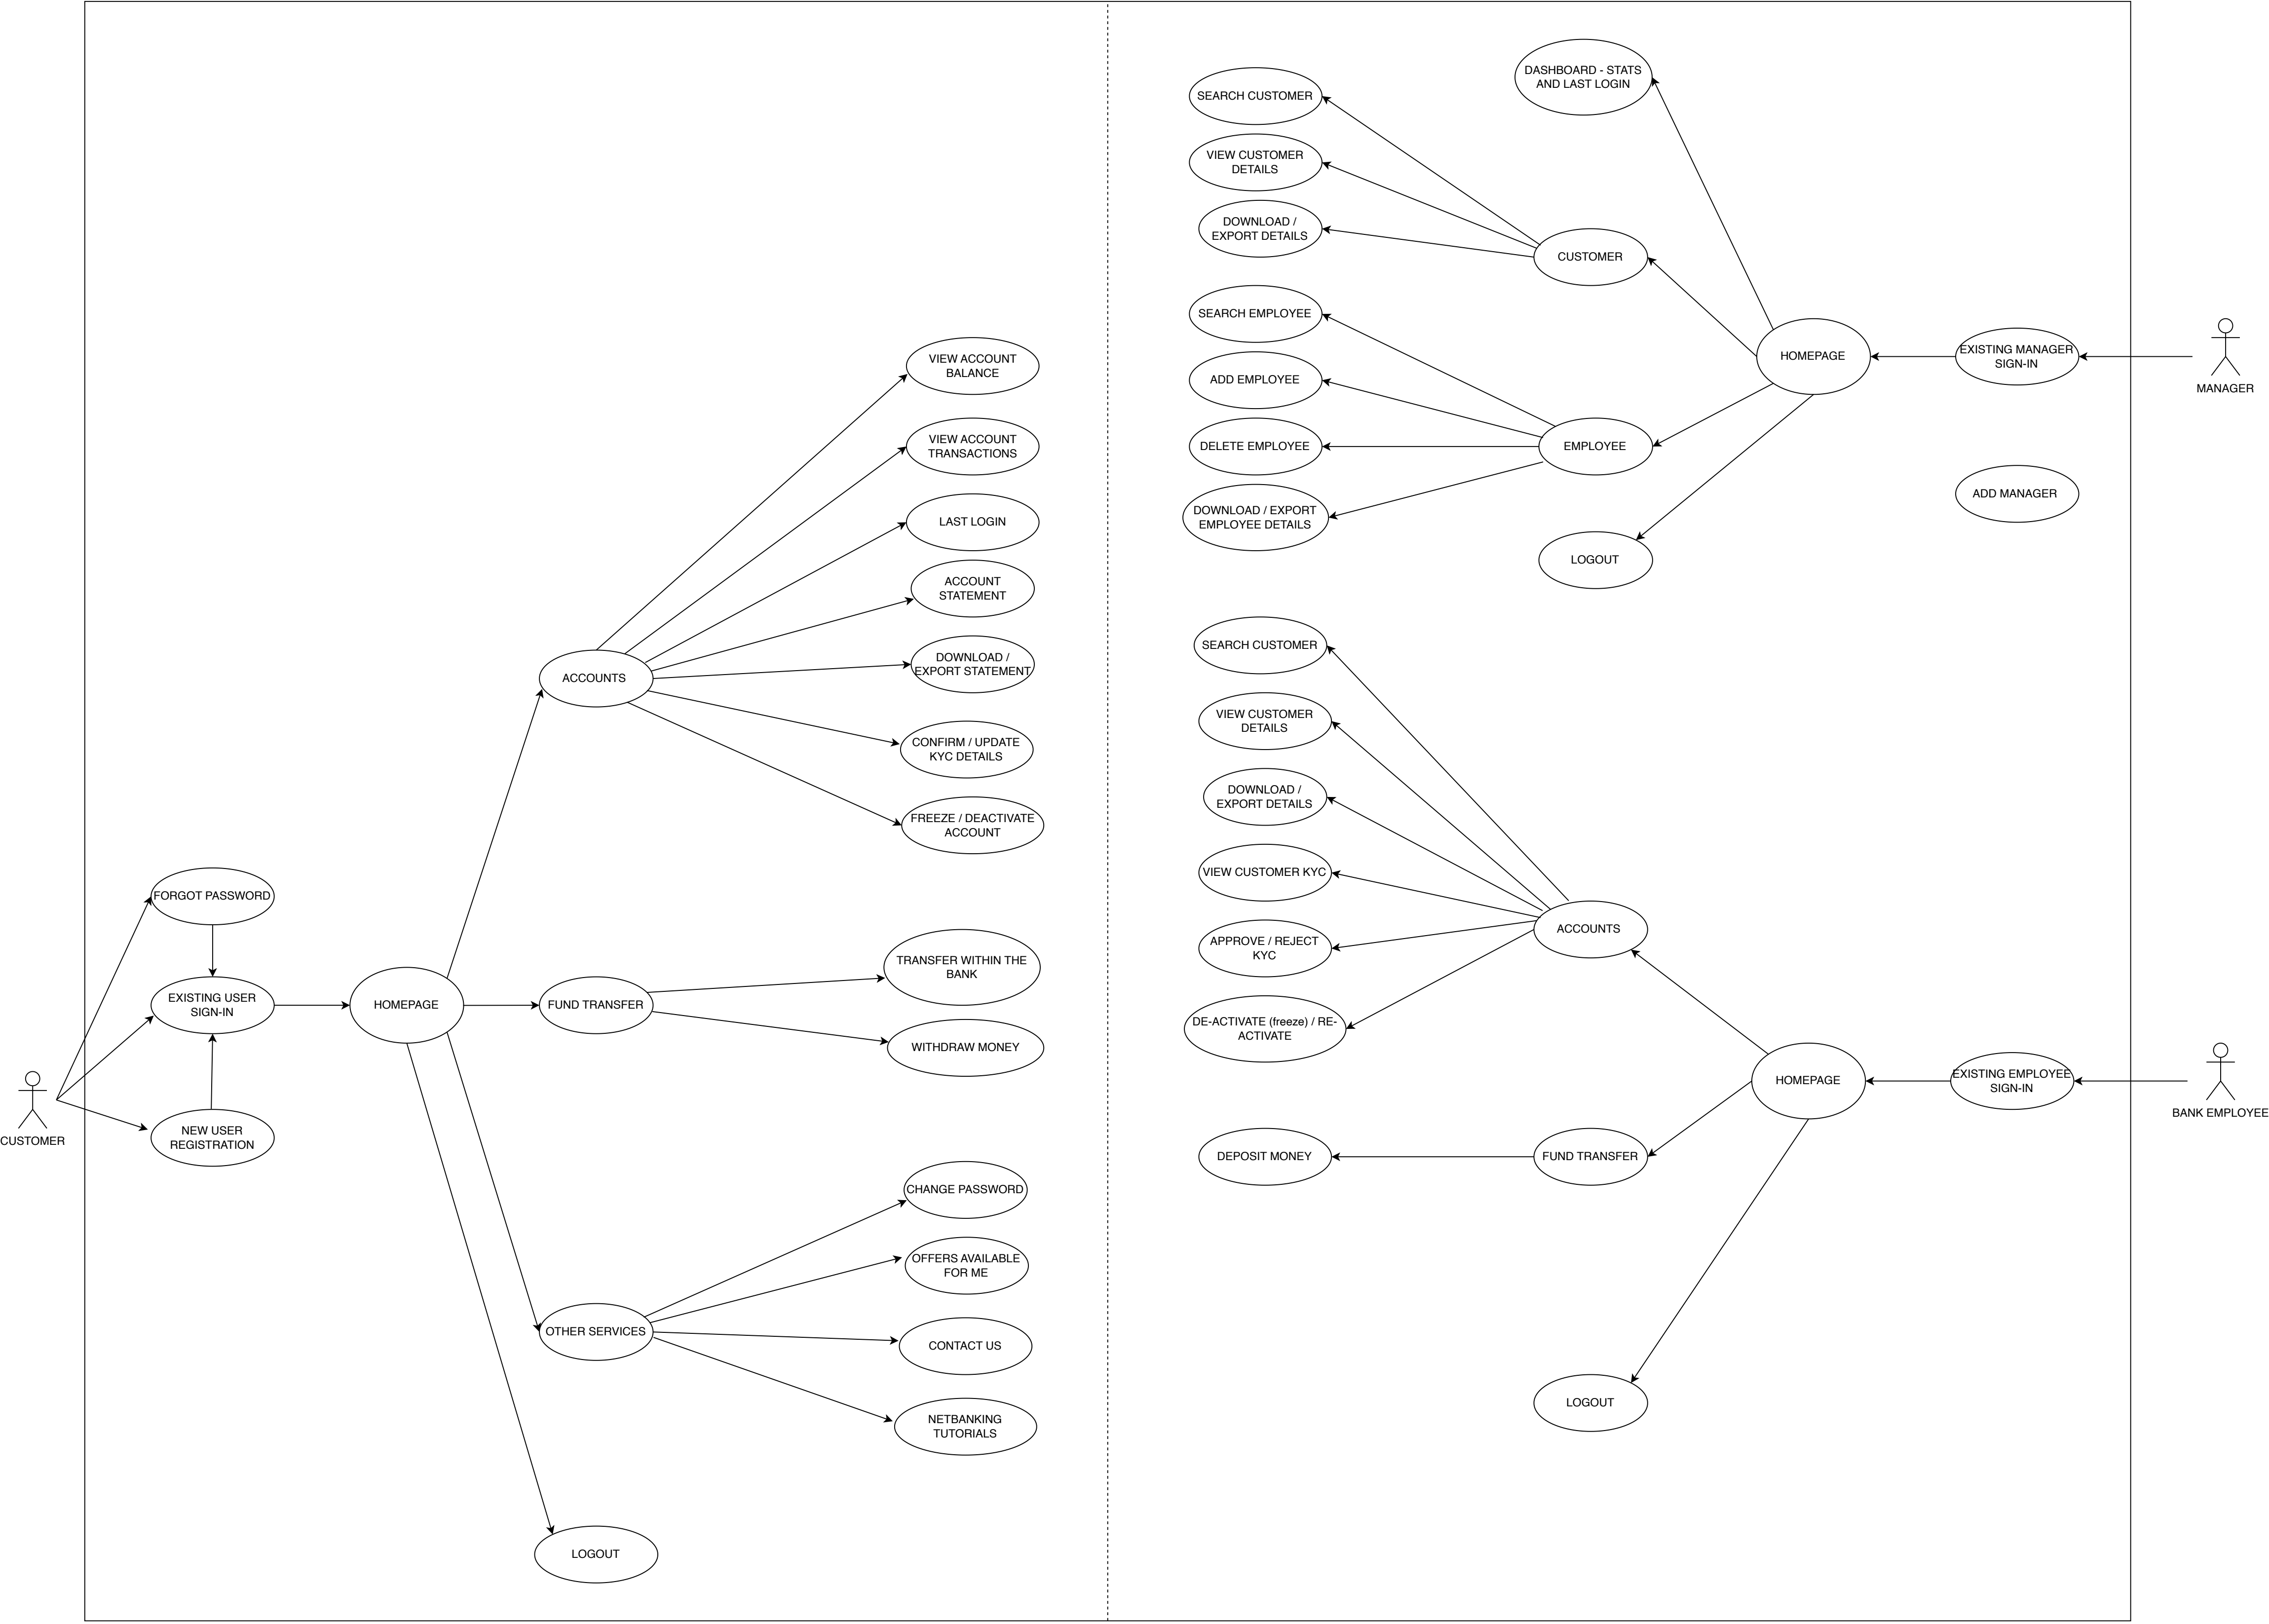 VIEW ACCOUNT
BALANCE
VIEW ACCOUNT
TRANSACTIONS
LAST LOGIN
ACCOUNT
STATEMENT
DOWNLOAD /
EXPORT STATEMENT
ACCOUNTS
CONFIRM / UPDATE
KYC DETAILS
FREEZE / DEACTIVATE
ACCOUNT
FORGOT PASSWORD
EXISTING USER
SIGN-IN
NEW USER
REGISTRATION
CUSTOMER
HOMEPAGE
FUND TRANSFER
TRANSFER WITHIN THE
BANK
WITHDRAW MONEY
CHANGE PASSWORD
OFFERS AVAILABLE
FOR ME
OTHER SERVICES
CONTACT US
NETBANKING
TUTORIALS
LOGOUT
DASHBOARD - STATS
AND LAST LOGIN
SEARCH CUSTOMER
VIEW CUSTOMER
DETAILS
DOWNLOAD /
EXPORT DETAILS
CUSTOMER
SEARCH EMPLOYEE
ADD EMPLOYEE
DELETE EMPLOYEE
DOWNLOAD / EXPORT
EMPLOYEE DETAILS
EMPLOYEE
LOGOUT
HOMEPAGE
EXISTING MANAGER
SIGN-IN
MANAGER
ADD MANAGER
SEARCH CUSTOMER
VIEW CUSTOMER
DETAILS
DOWNLOAD /
EXPORT DETAILS
VIEW CUSTOMER KYC
APPROVE / REJECT
KYC
DE-ACTIVATE (freeze) / RE-
ACTIVATE
ACCOUNTS
HOMEPAGE
EXISTING EMPLOYEE
SIGN-IN
BANK EMPLOYEE
DEPOSIT MONEY
FUND TRANSFER
LOGOUT